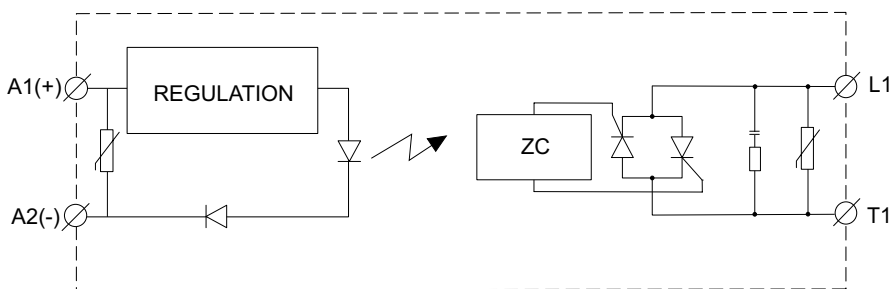 A1(+)
REGULATION
L1
ZC
A2(-)
T1